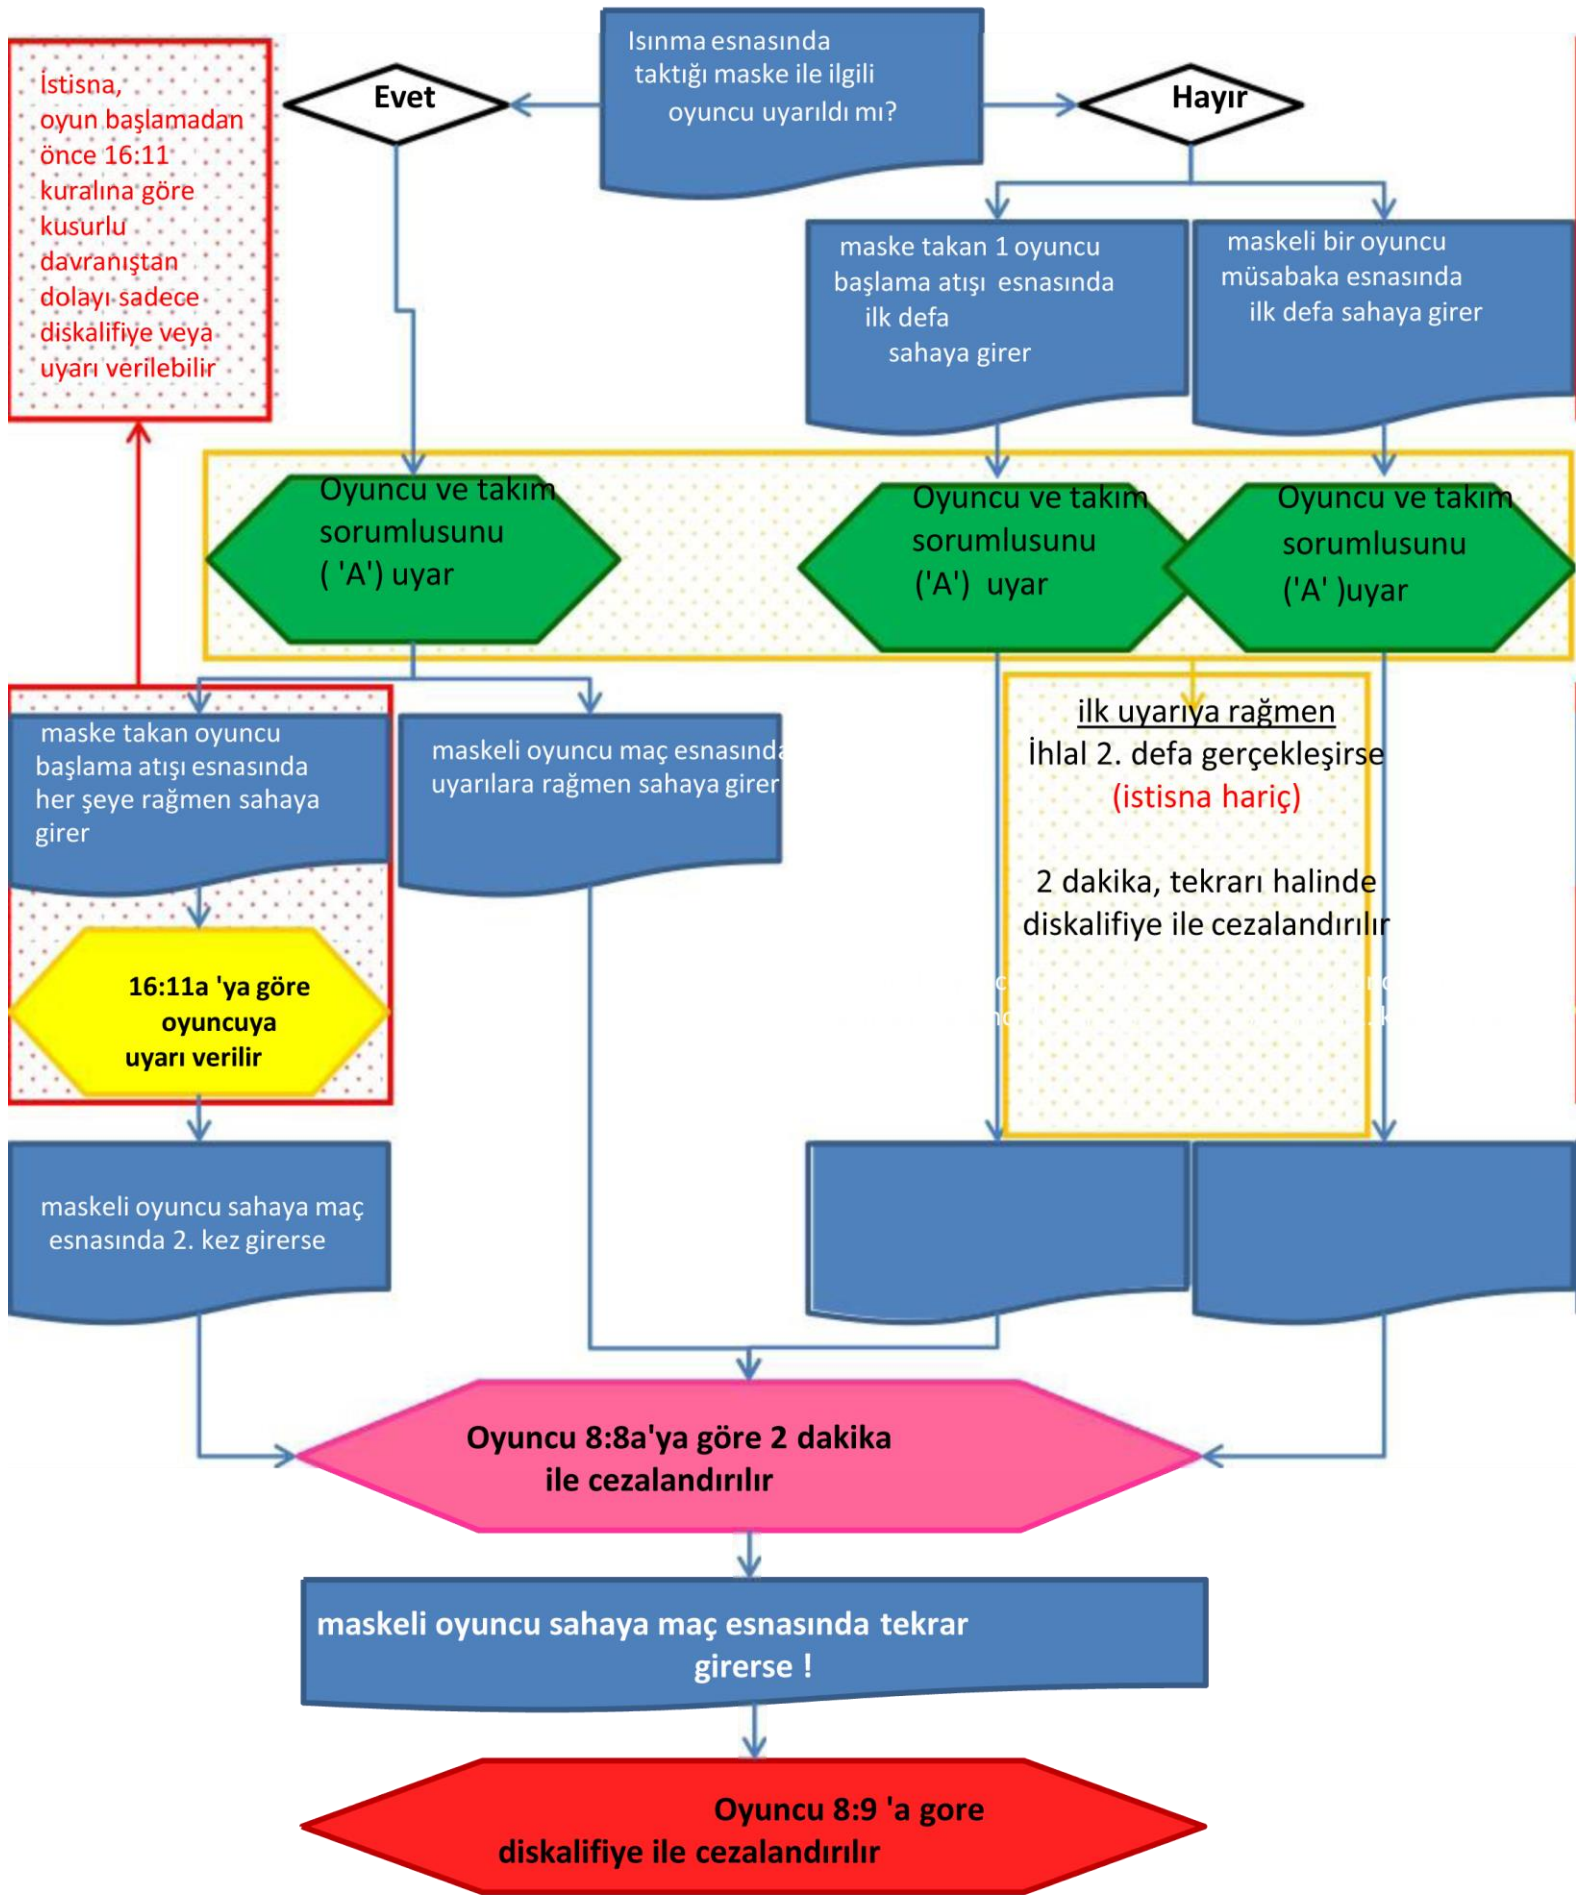 Isınma esnasında
taktığı maske ile ilgili
oyuncu uyarıldı mı?
Evet
Hayır
İstisna,
oyun başlamadan
önce 16:11
kuralına göre
kusurlu
davranıştan
dolayı sadece
diskalifiye veya
uyarı verilebilir
maske takan 1 oyuncu
başlama atışı esnasında
ilk defa
sahaya girer
maskeli bir oyuncu
müsabaka esnasında
ilk defa sahaya girer
Oyuncu ve takım
sorumlusunu
( 'A') uyar
Oyuncu ve takım
sorumlusunu
('A') uyar
Oyuncu ve takım
sorumlusunu
('A' )uyar
maske takan oyuncu
başlama atışı esnasında
her şeye rağmen sahaya
girer
maskeli oyuncu maç esnasında
uyarılara rağmen sahaya girer
ilk uyarıya rağmen
İhlal 2. defa gerçekleşirse
(istisna hariç)
2 dakika, tekrarı halinde
diskalifiye ile cezalandırılır
16:11a 'ya göre
oyuncuya
uyarı verilir
maskeli oyuncu sahaya maç
esnasında 2. kez girerse
Oyuncu 8:8a'ya göre 2 dakika
ile cezalandırılır
maskeli oyuncu sahaya maç esnasında tekrar
girerse !
Oyuncu 8:9 'a gore
diskalifiye ile cezalandırılır